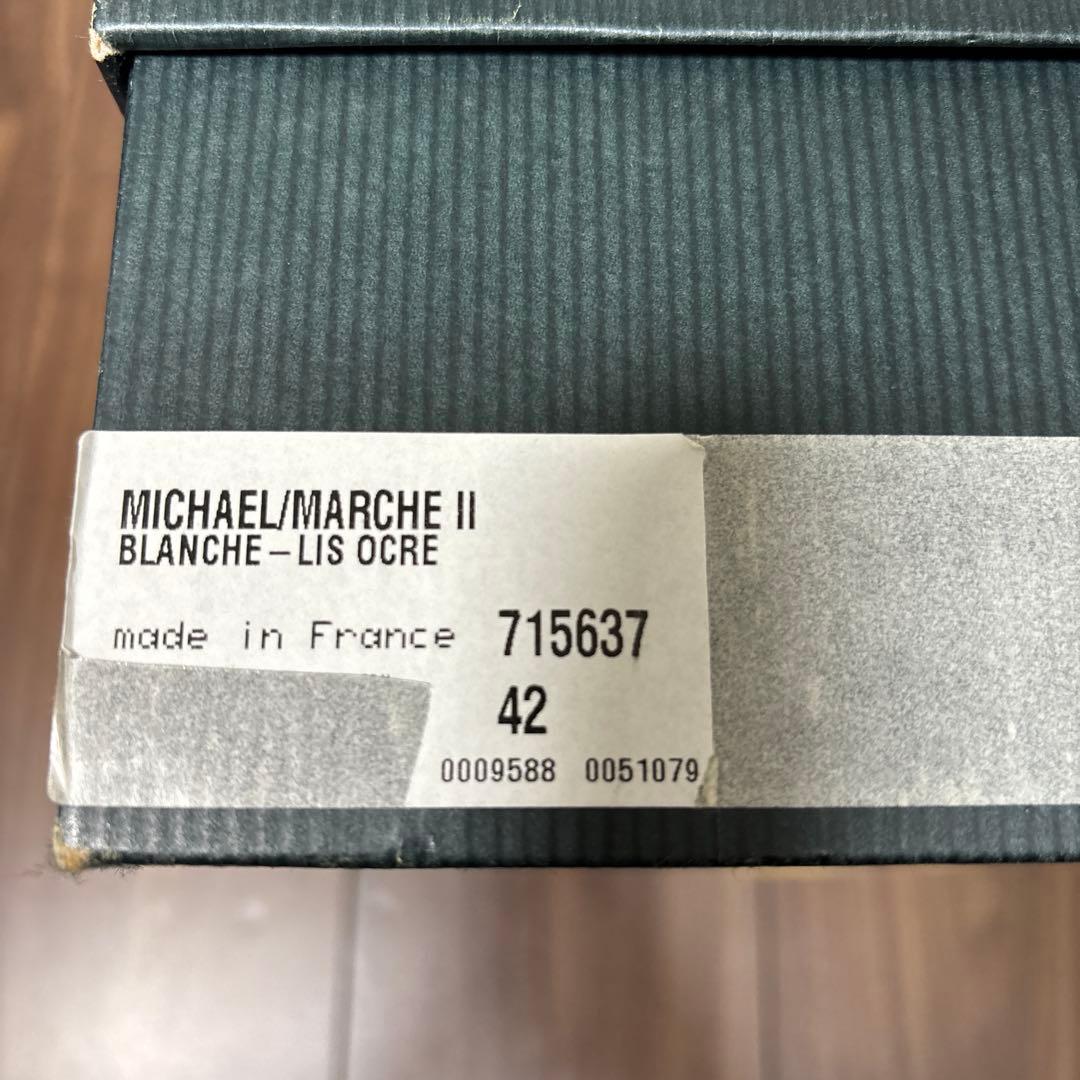 MICHAEL/MARCHE II
BLANCHE–LIS OCRE
made in France 715637
42
0009588 0051079